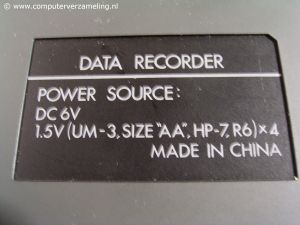 © www.computerverzameling.nl
DATA RECORDER
POWER SOURCE:
DC 6V
1.5V (UM-3, SIZE "AA", HP-7, R6)×4
MADE IN CHINA